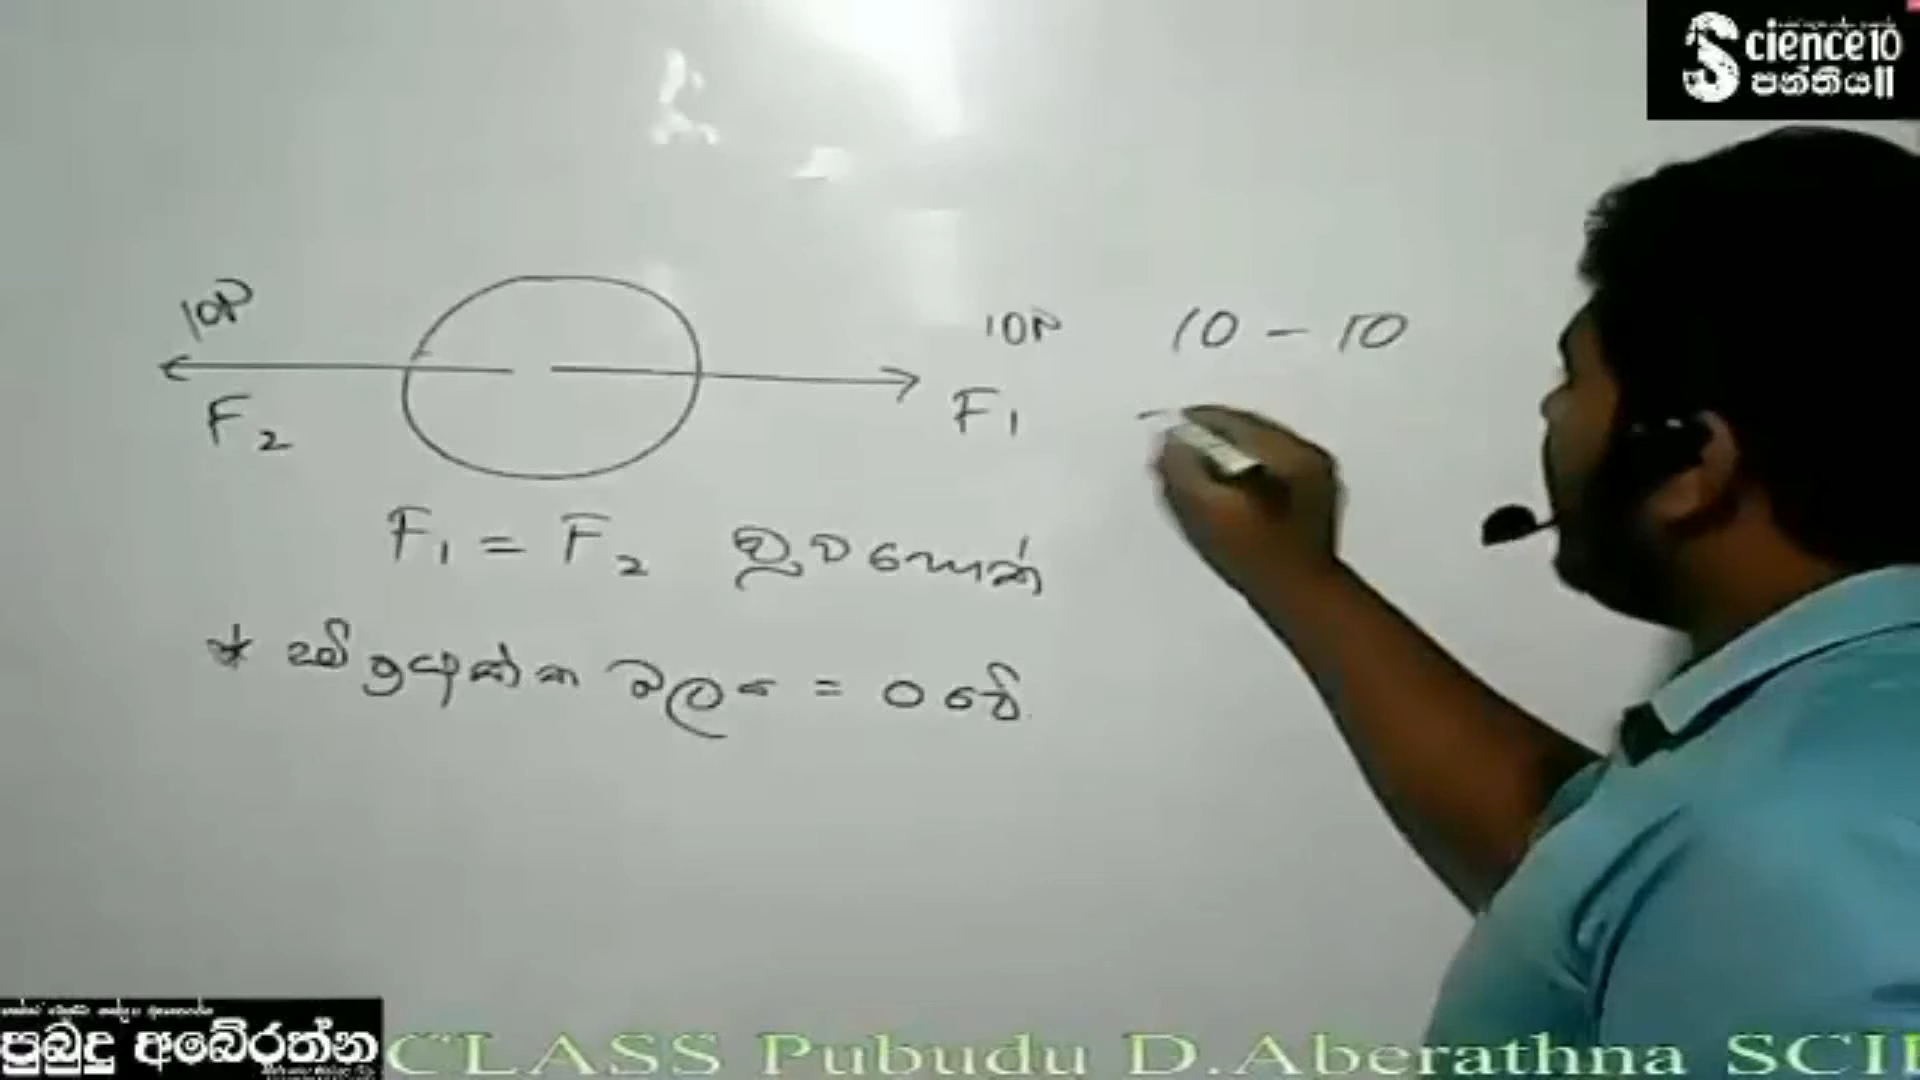 Science10
පන්තිය||
10N
10N
10 – 10
F₂
F₁
F₁ = F₂ වුවහොත්
* සම්ප්‍රයුක්ත බලය = 0 වේ.
පුබුදු අබේරත්න
CLASS Pubudu D.Aberathna SCI